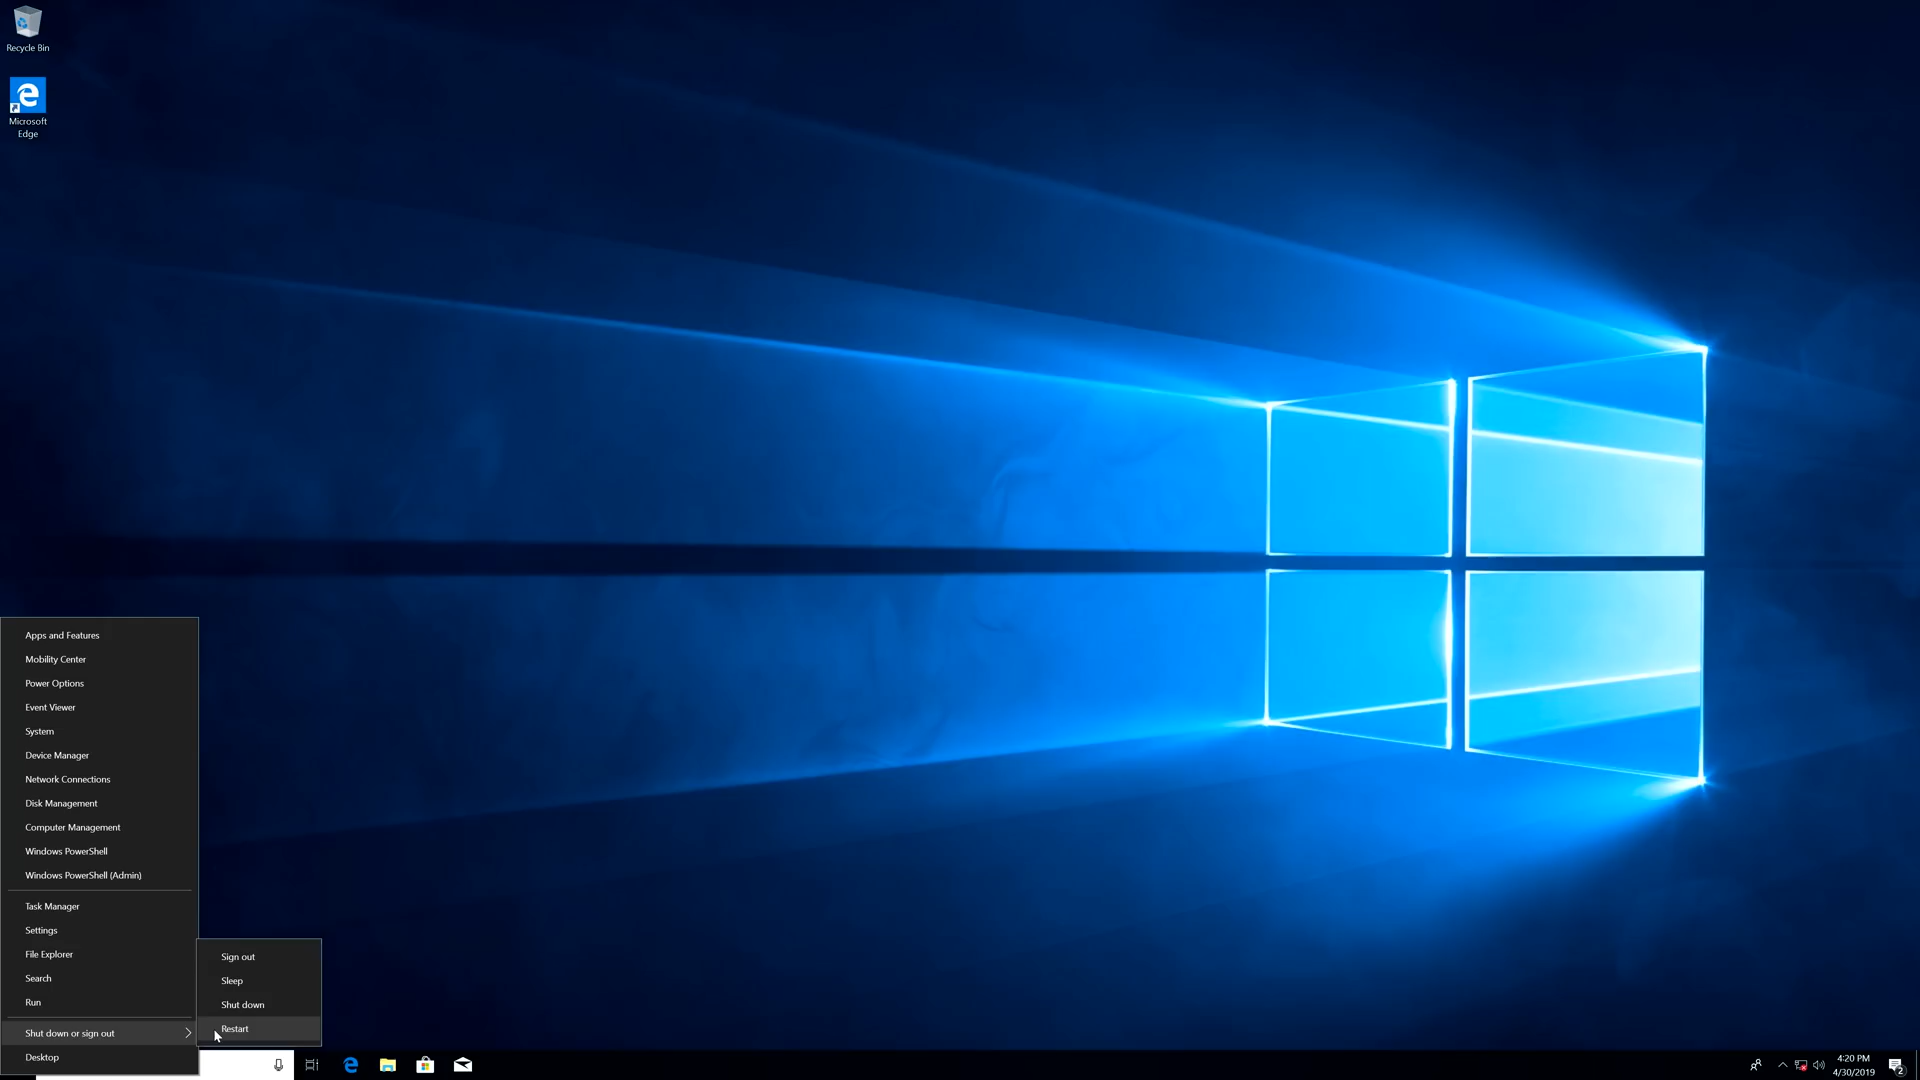 Recycle Bin
Microsoft
Edge
Apps and Features
Mobility Center
Power Options
Event Viewer
System
Device Manager
Network Connections
Disk Management
Computer Management
Windows PowerShell
Windows PowerShell (Admin)
Task Manager
Settings
File Explorer
Search
Run
Shut down or sign out
Desktop
Sign out
Sleep
Shut down
Restart
4:20 PM
4/30/2019
2